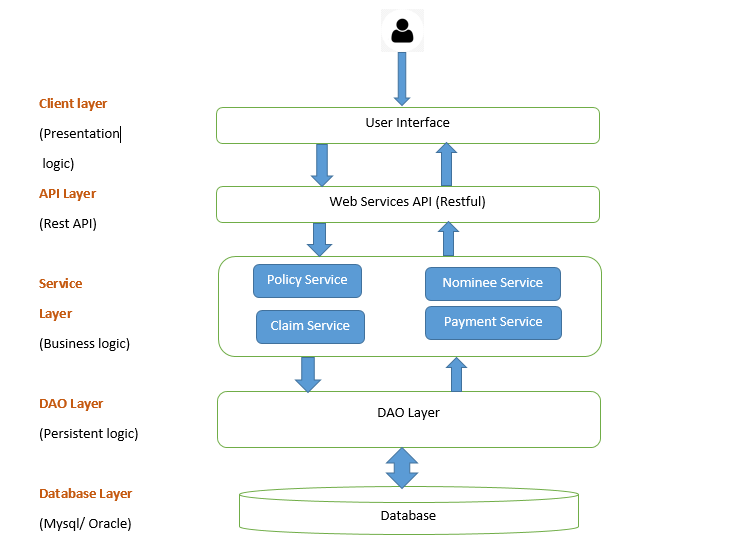 Client layer
(Presentation
logic)
API Layer
(Rest API)
Service
Layer
(Business logic)
DAO Layer
(Persistent logic)
Database Layer
(Mysql/ Oracle)
User Interface
Web Services API (Restful)
Policy Service
Nominee Service
Claim Service
Payment Service
DAO Layer
Database